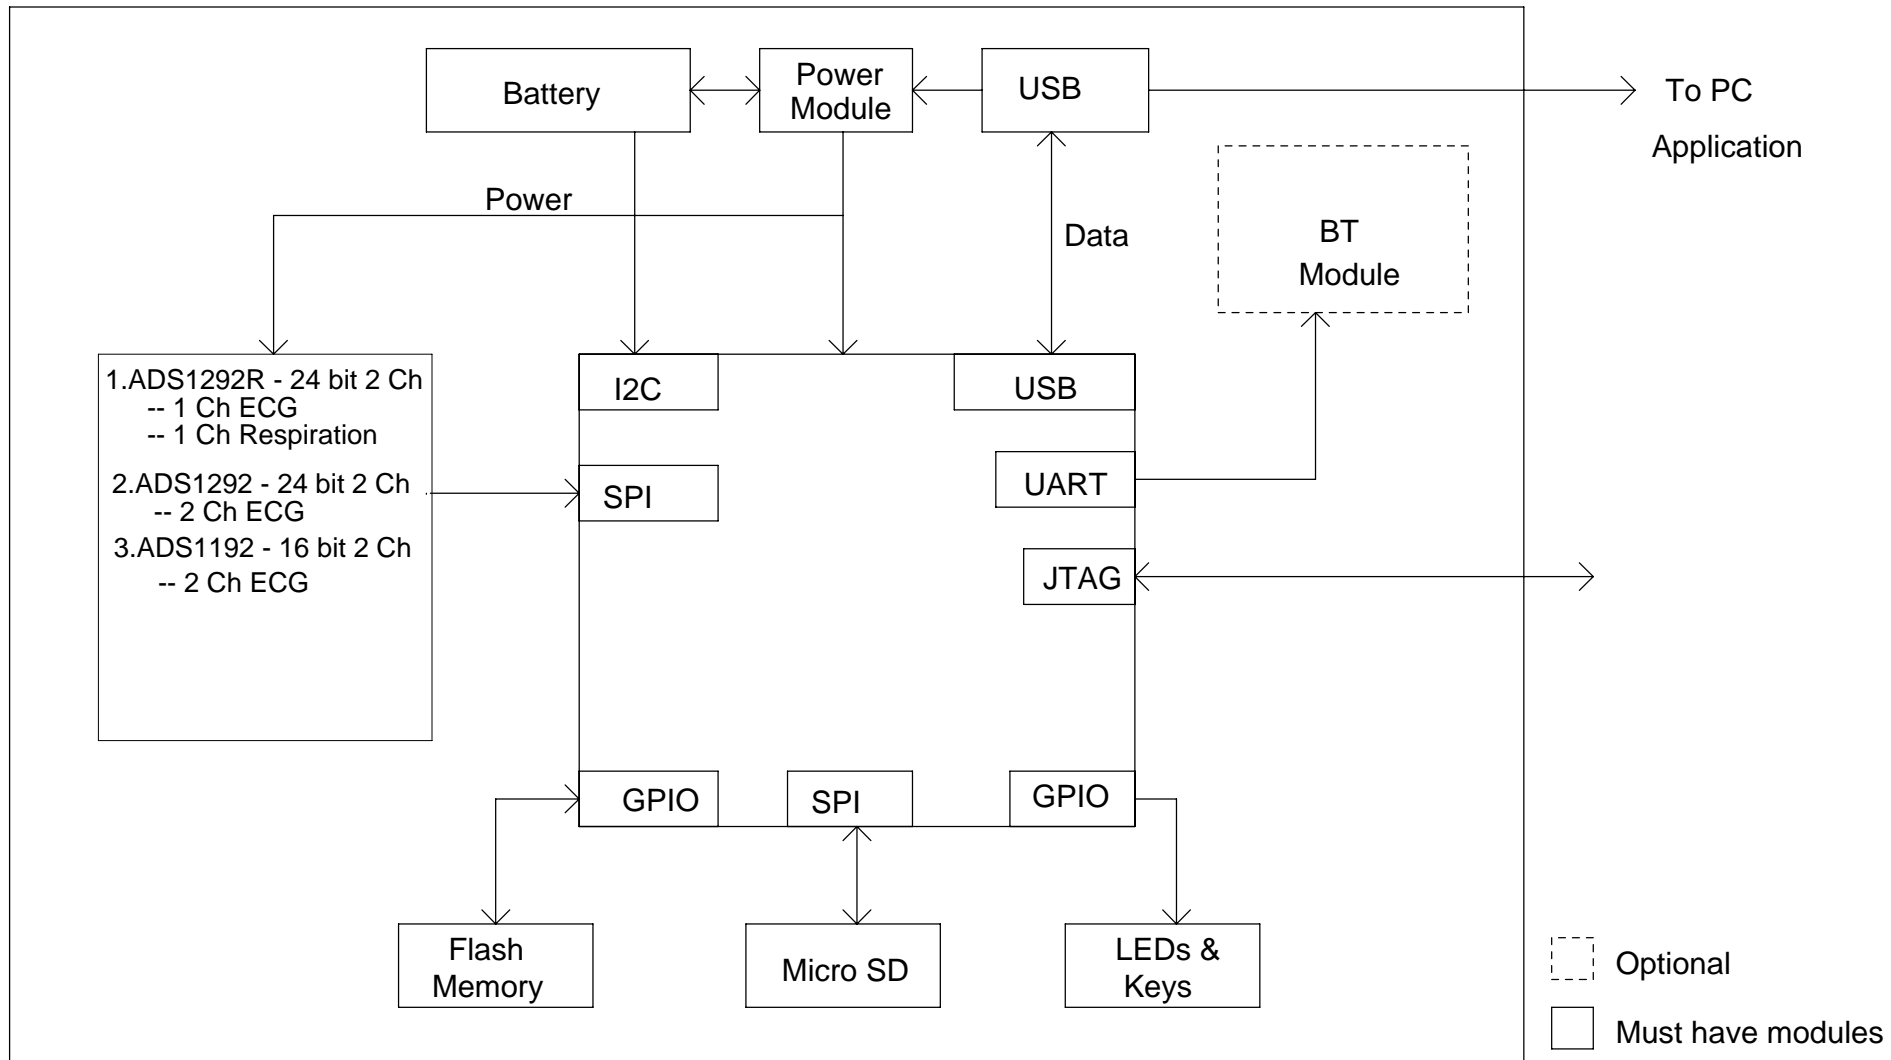 Battery
Power
Module
USB
To PC
Application
Power
Data
BT
Module
1.ADS1292R - 24 bit 2 Ch
-- 1 Ch ECG
-- 1 Ch Respiration
2.ADS1292 - 24 bit 2 Ch
-- 2 Ch ECG
3.ADS1192 - 16 bit 2 Ch
-- 2 Ch ECG
I2C
USB
SPI
UART
JTAG
GPIO
SPI
GPIO
Flash
Memory
Micro SD
LEDs &
Keys
Optional
Must have modules